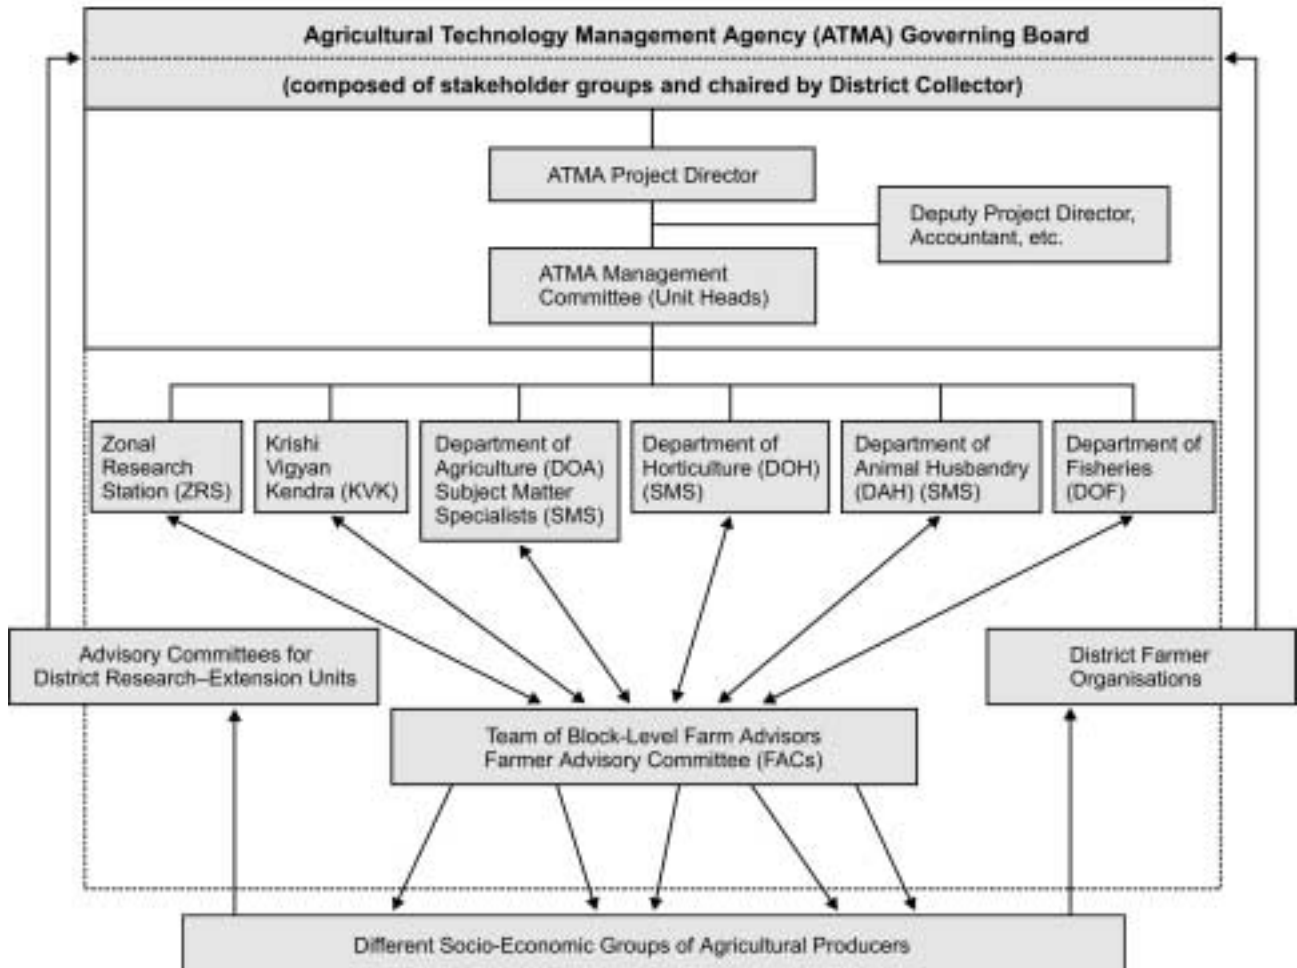 Agricultural Technology Management Agency (ATMA) Governing Board
(composed of stakeholder groups and chaired by District Collector)
ATMA Project Director
Deputy Project Director,
Accountant, etc.
ATMA Management
Committee (Unit Heads)
Zonal
Research
Station (ZRS)
Krishi
Vigyan
Kendra (KVK)
Department of
Agriculture (DOA)
Subject Matter
Specialists (SMS)
Department of
Horticulture (DOH)
(SMS)
Department of
Animal Husbandry
(DAH) (SMS)
Department of
Fisheries
(DOF)
Advisory Committees for
District Research–Extension Units
District Farmer
Organisations
Team of Block-Level Farm Advisors
Farmer Advisory Committee (FACs)
Different Socio-Economic Groups of Agricultural Producers